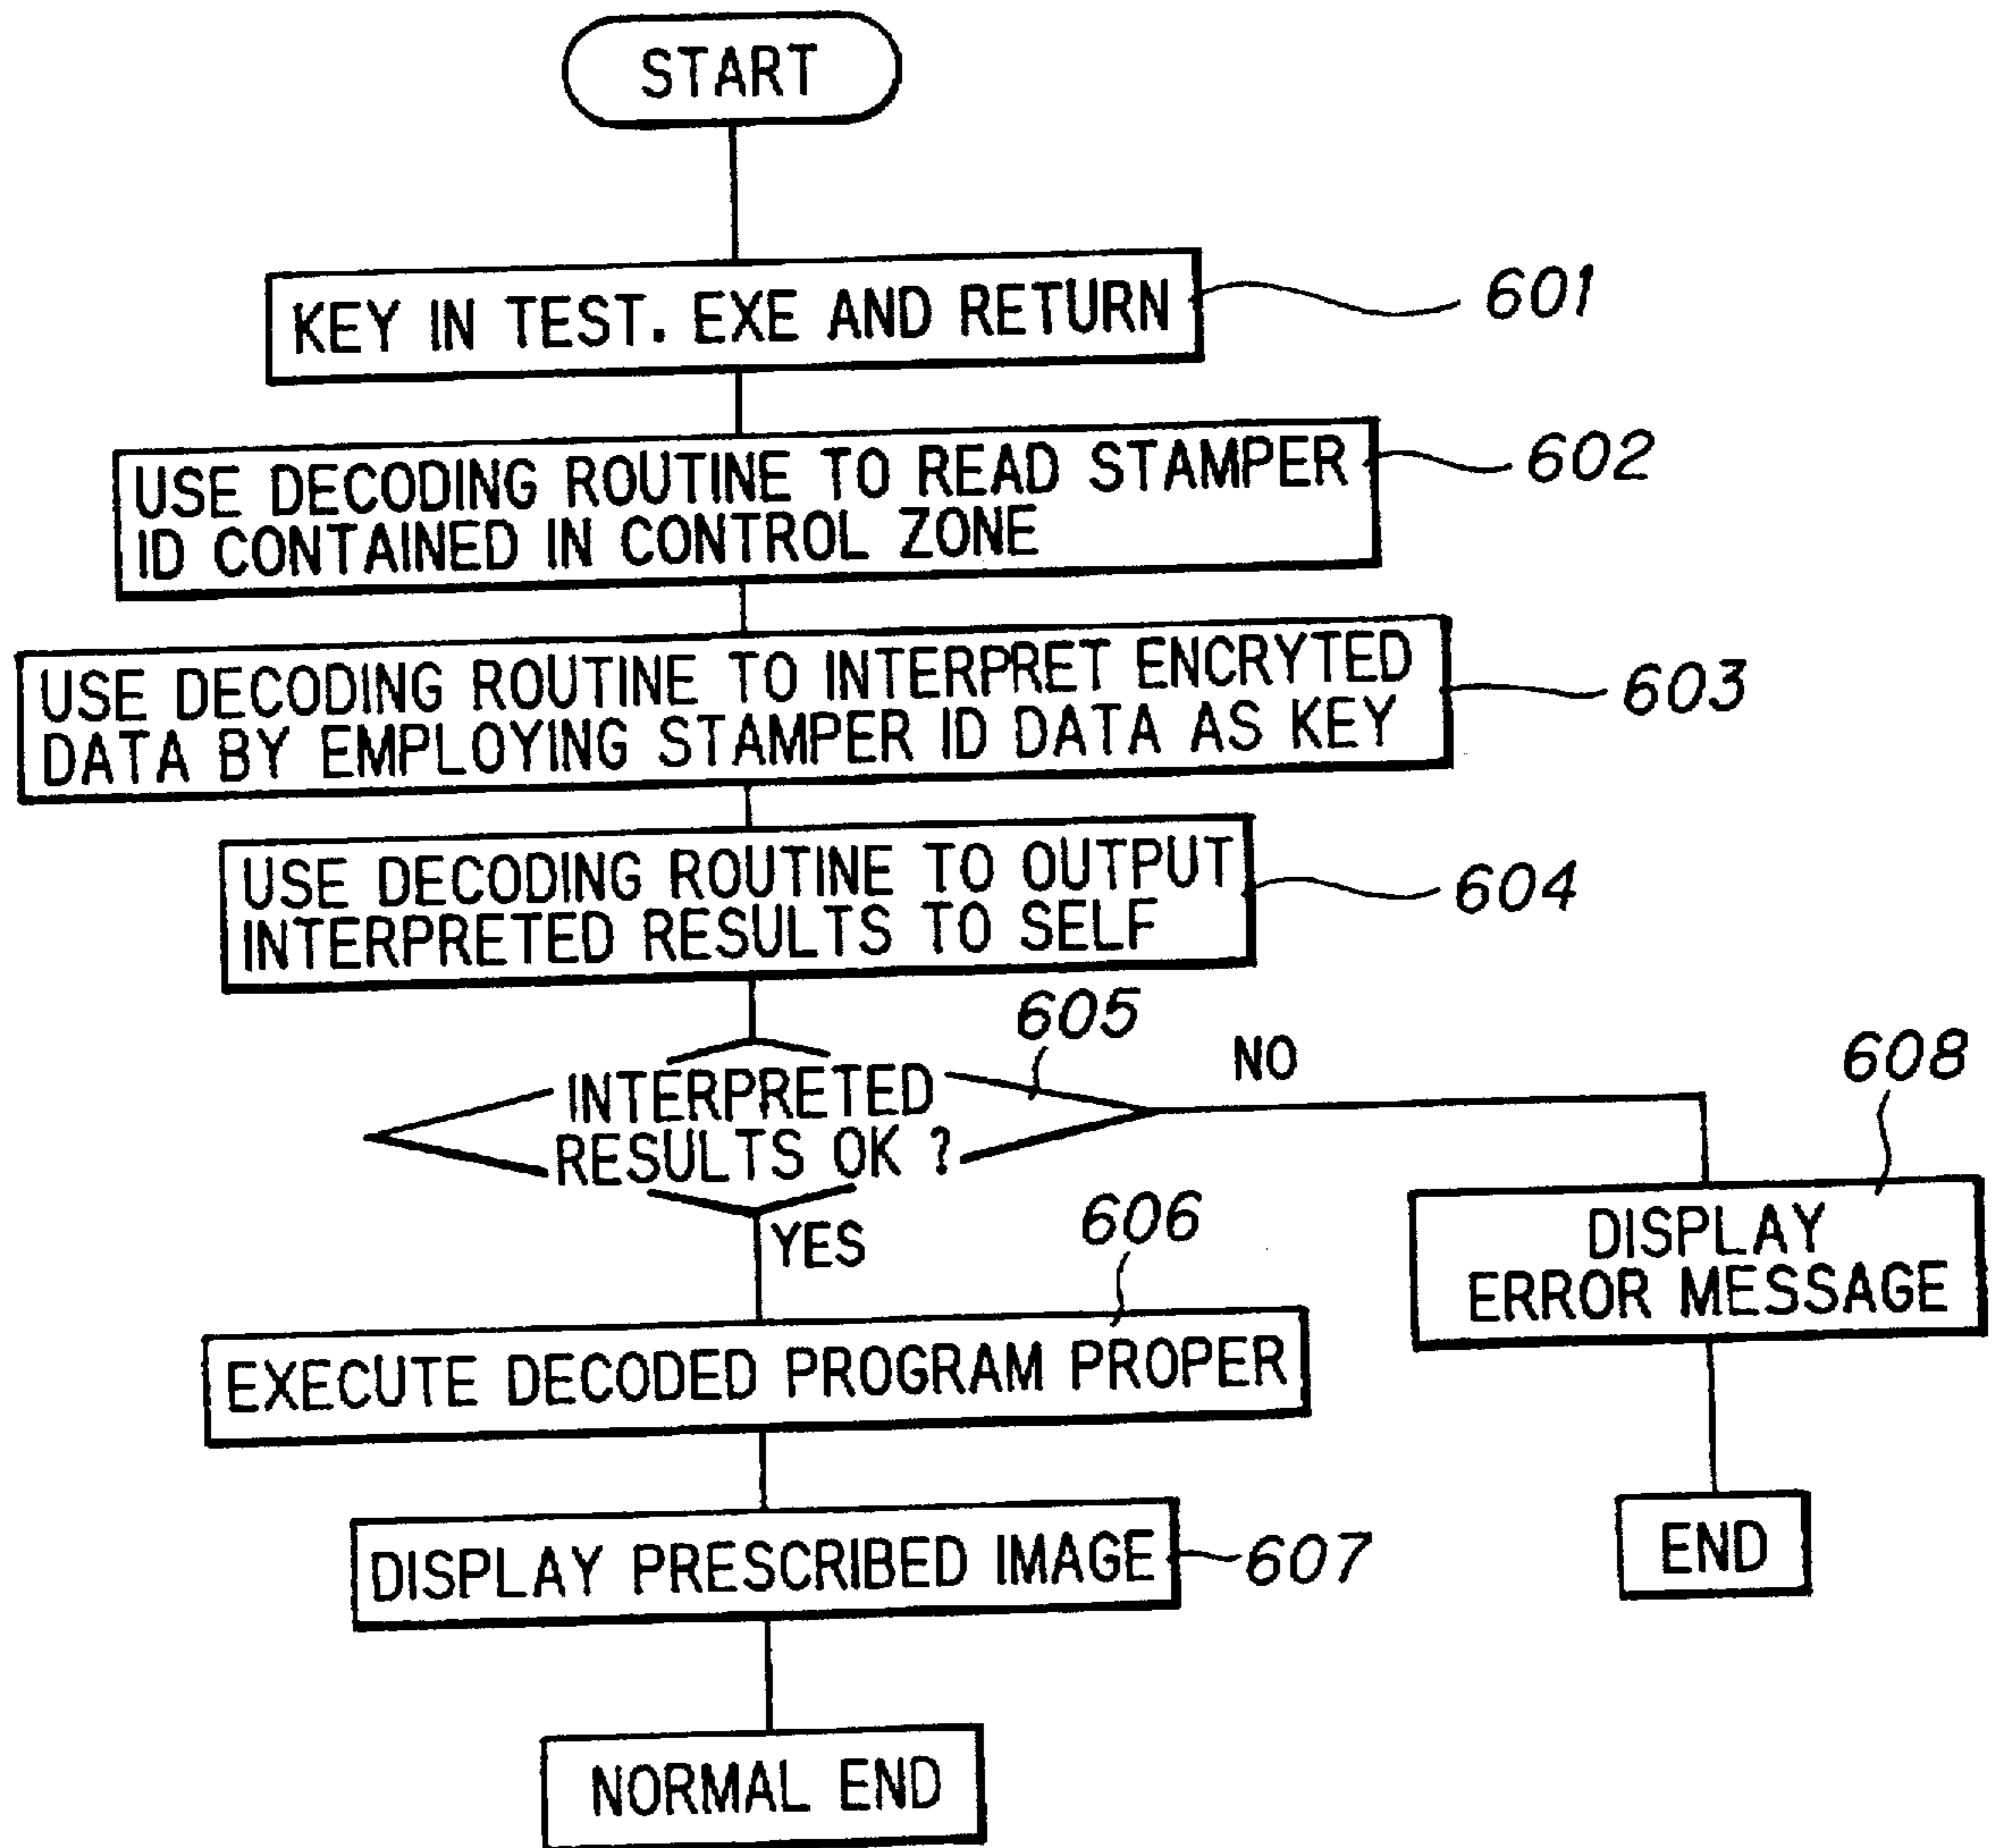 START
KEY IN TEST. EXE AND RETURN
601
USE DECODING ROUTINE TO READ STAMPER
ID CONTAINED IN CONTROL ZONE
602
USE DECODING ROUTINE TO INTERPRET ENCRYTED
DATA BY EMPLOYING STAMPER ID DATA AS KEY
603
USE DECODING ROUTINE TO OUTPUT
INTERPRETED RESULTS TO SELF
604
605
INTERPRETED
RESULTS OK ?
NO
YES
608
DISPLAY
ERROR MESSAGE
END
606
EXECUTE DECODED PROGRAM PROPER
DISPLAY PRESCRIBED IMAGE
607
NORMAL END